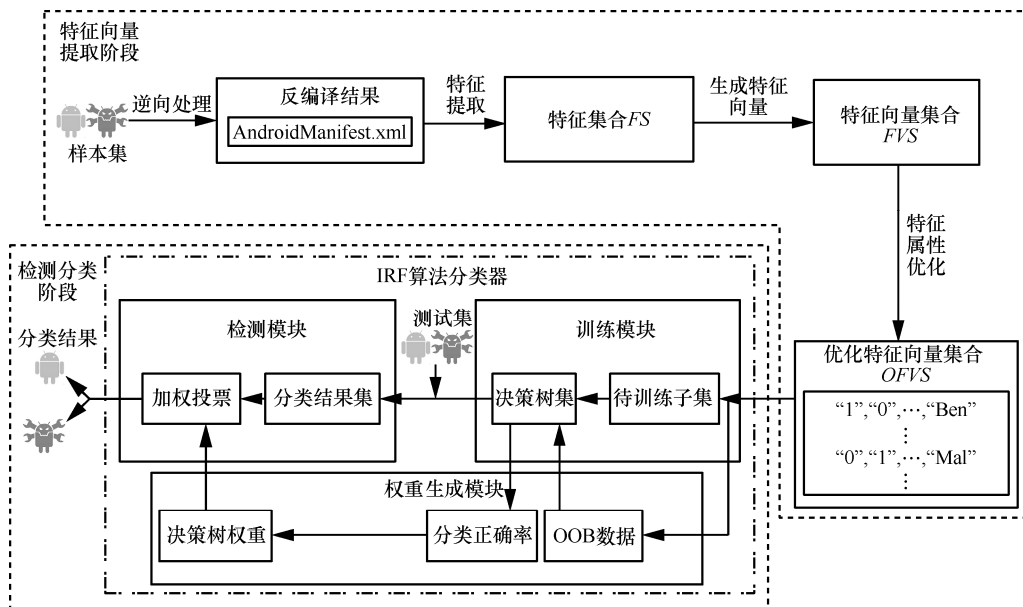 特征向量
提取阶段
样本集
逆向处理
反编译结果
AndroidManifest.xml
特征
提取
特征集合FS
生成特征
向量
特征向量集合
FVS
特征
属性
优化
优化特征向量集合
OFVS
“1”,“0”,…,“Ben”
⋮
“0”,“1”,…,“Mal”
⋮
检测分类
阶段
IRF算法分类器
分类结果
检测模块
加权投票
分类结果集
测试集
训练模块
决策树集
待训练子集
权重生成模块
决策树权重
分类正确率
OOB数据